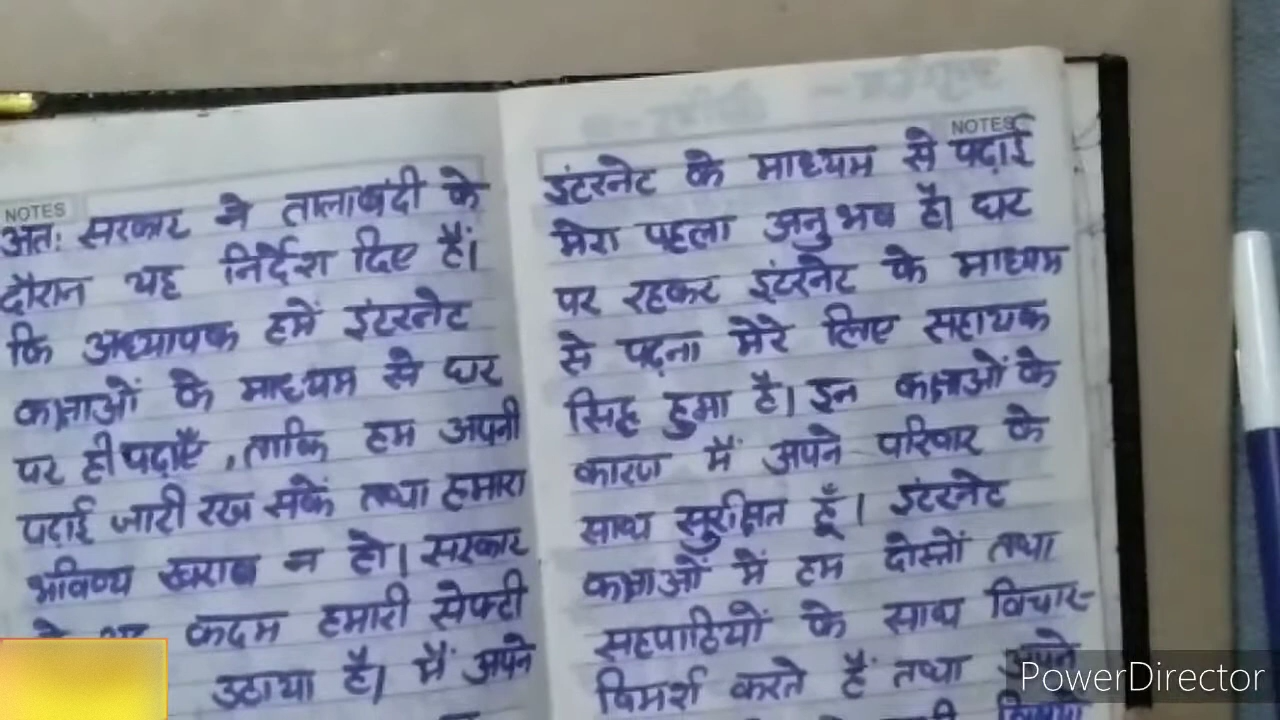 NOTES
अतः सरकार ने तालाबंदी के
दौरान यह निर्देश दिए हैं।
कि अध्यापक हमें इंटरनेट
कक्षाओं के माध्यम से घर
पर ही पढ़ाएँ, ताकि हम अपनी
पढ़ाई जारी रख सकें तथा हमारा
भविष्य खराब न हो। सरकार
कदम हमारी सेफ्टी
उठाया है। मैं अपने
NOTES
इंटरनेट के माध्यम से पढ़ाई
मेरा पहला अनुभव है। घर
पर रहकर इंटरनेट के माध्यम
से पढ़ना मेरे लिए सहायक
सिद्ध हुआ है। इन कक्षाओं के
कारण मैं अपने परिवार के
साथ सुरक्षित हूँ। इंटरनेट
कक्षाओं में हम दोस्तों तथा
सहपाठियों के साथ विचार-
विमर्श करते हैं तथा अपने
PowerDirector